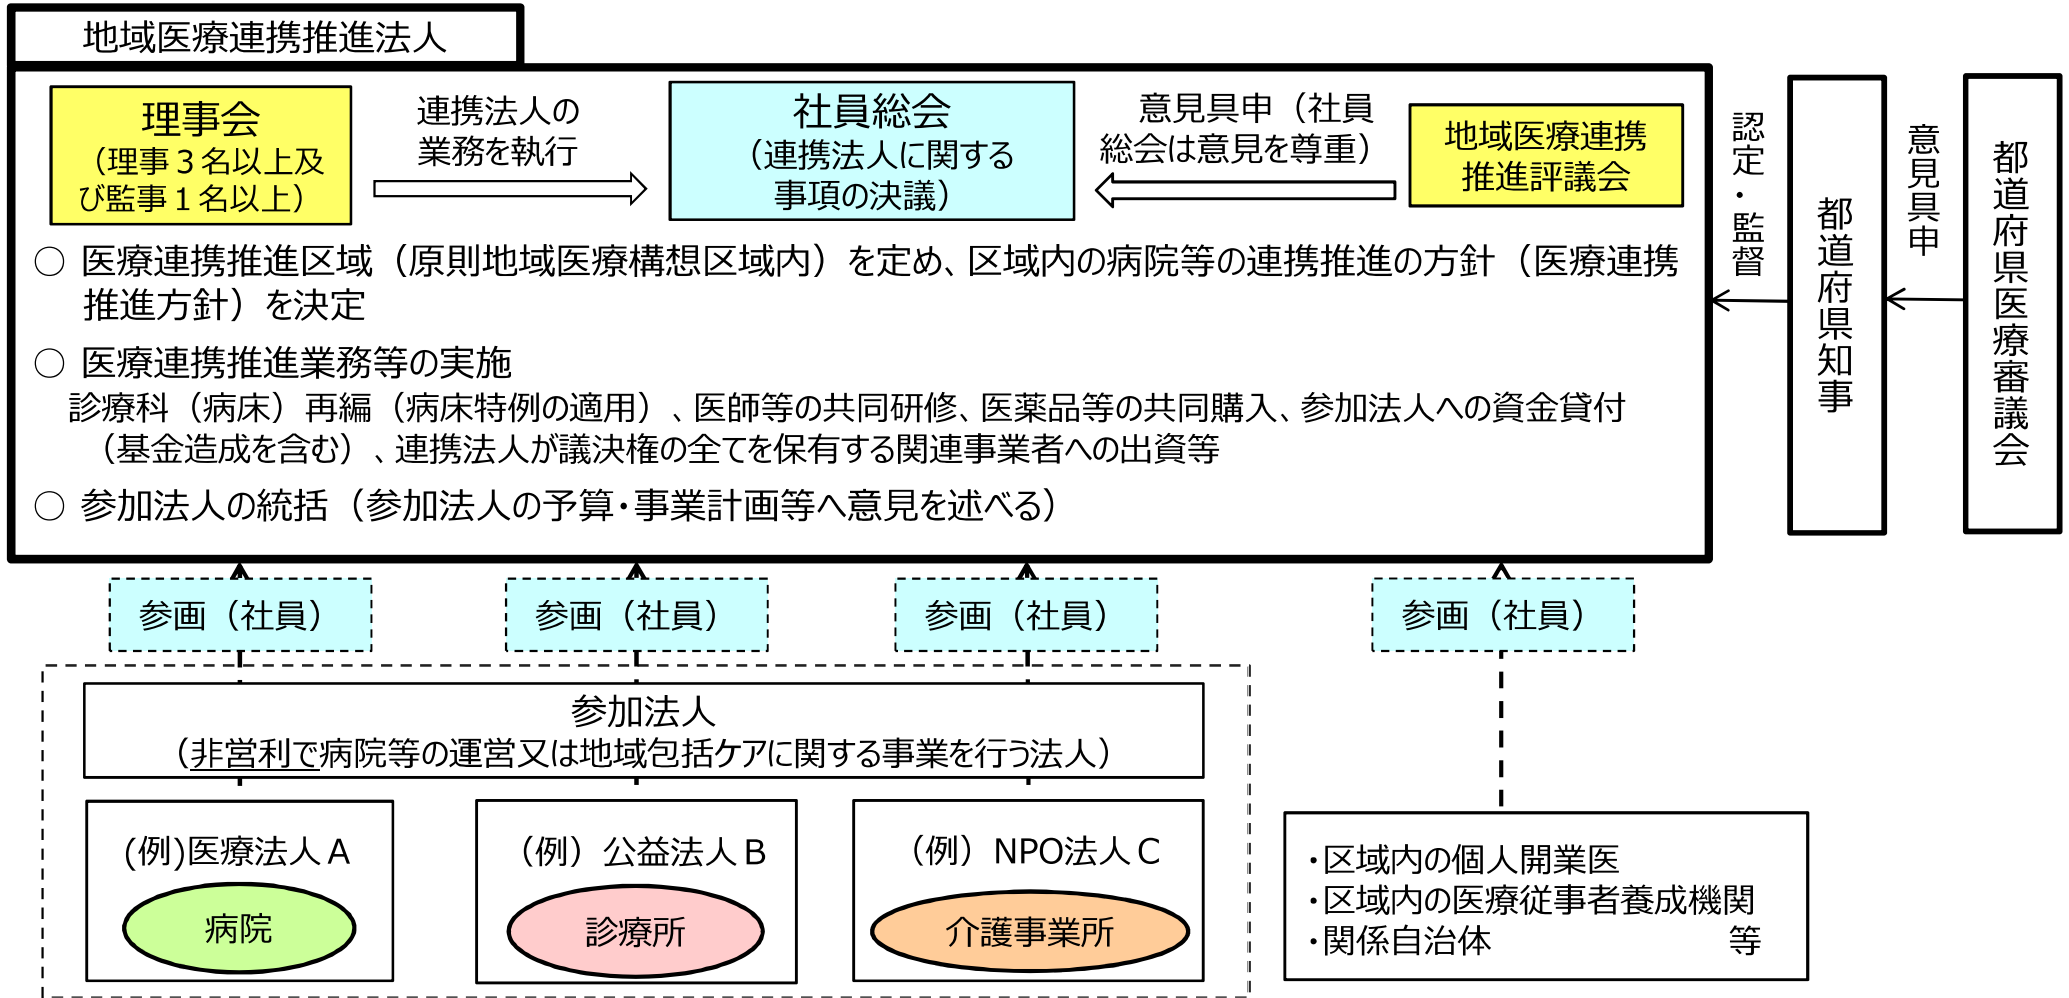 地域医療連携推進法人
理事会
（理事３名以上及
び監事１名以上）
連携法人の
業務を執行
社員総会
（連携法人に関する
事項の決議）
意見具申（社員
総会は意見を尊重）
地域医療連携
推進評議会
認定・監督
都道府県知事
意見具申
都道府県医療審議会
○ 医療連携推進区域（原則地域医療構想区域内）を定め、区域内の病院等の連携推進の方針（医療連携
推進方針）を決定
○ 医療連携推進業務等の実施
診療科（病床）再編（病床特例の適用）、医師等の共同研修、医薬品等の共同購入、参加法人への資金貸付
（基金造成を含む）、連携法人が議決権の全てを保有する関連事業者への出資等
○ 参加法人の統括（参加法人の予算・事業計画等へ意見を述べる）
参画（社員）
参画（社員）
参画（社員）
参画（社員）
参加法人
（非営利で病院等の運営又は地域包括ケアに関する事業を行う法人）
(例)医療法人Ａ
病院
（例）公益法人Ｂ
診療所
（例）NPO法人Ｃ
介護事業所
・区域内の個人開業医
・区域内の医療従事者養成機関
・関係自治体　　　　　　　等